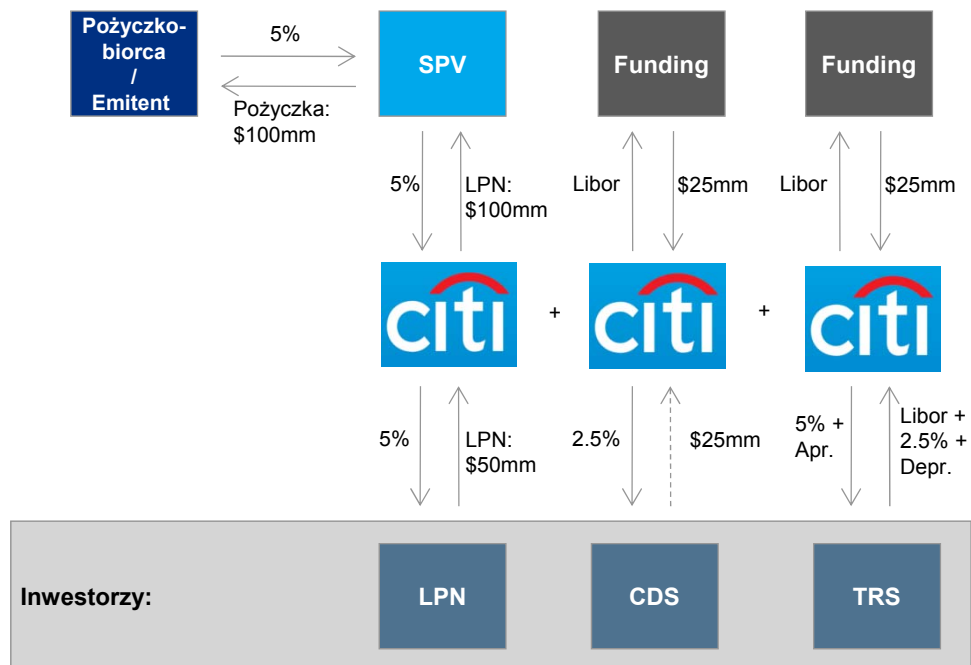 Pożyczko-
biorca
/
Emitent
5%
Pożyczka:
$100mm
SPV
Funding
Funding
5%
LPN:
$100mm
Libor
$25mm
Libor
$25mm
citi
+
citi
+
citi
5%
LPN:
$50mm
2.5%
$25mm
5% +
Apr.
Libor +
2.5% +
Depr.
Inwestorzy:
LPN
CDS
TRS